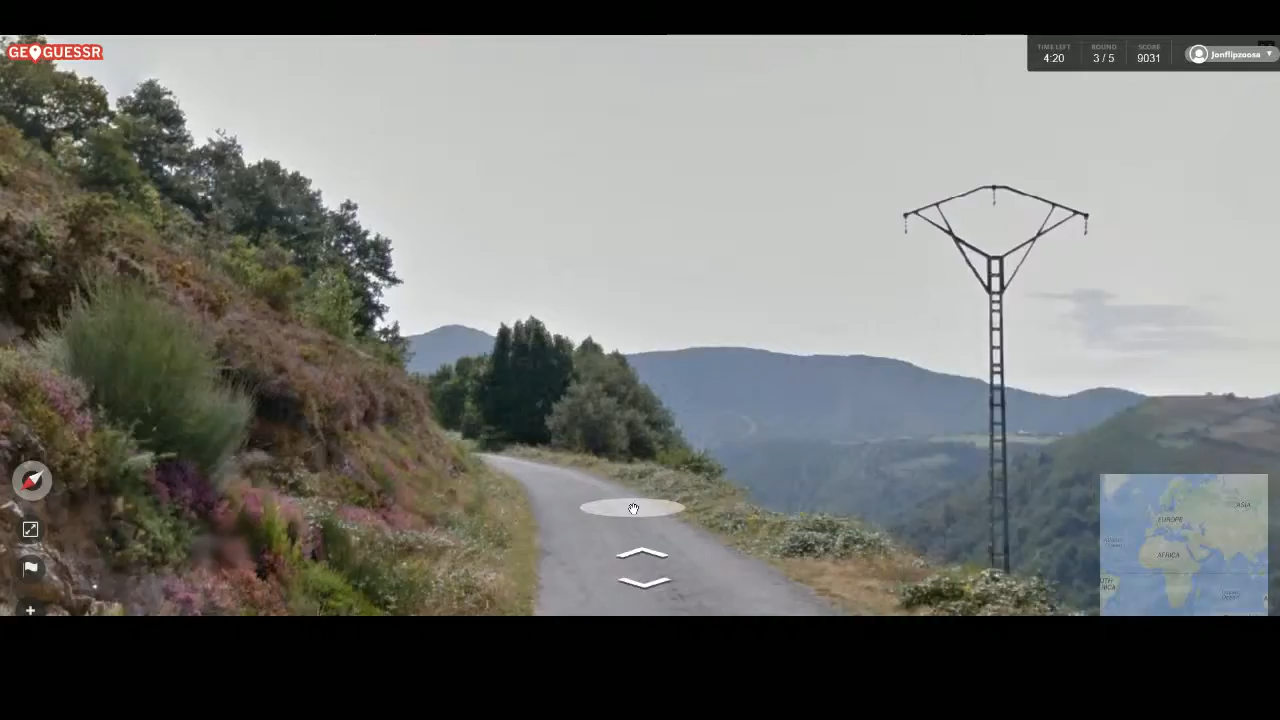 GEOGUESSR
TIME LEFT
4:20
ROUND
3 / 5
SCORE
9031
Jonflipzoosa
EUROPE
ASIA
AFRICA